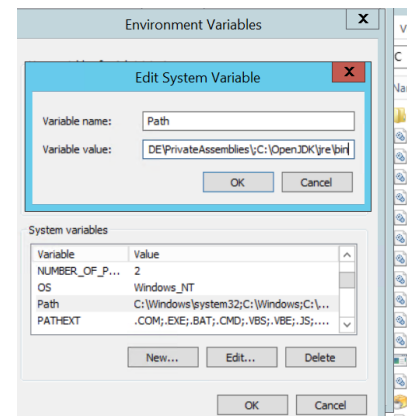 Environment Variables
X
Edit System Variable
X
Variable name:
Path
Variable value:
DE\PrivateAssemblies\;C:\OpenJDK\jre\bin
OK Cancel
System variables
Variable Value
NUMBER_OF_P... 2
OS Windows_NT
Path C:\Windows\system32;C:\Windows;C:\...
PATHEXT .COM;.EXE;.BAT;.CMD;.VBS;.VBE;.JS;....
New... Edit... Delete
OK Cancel